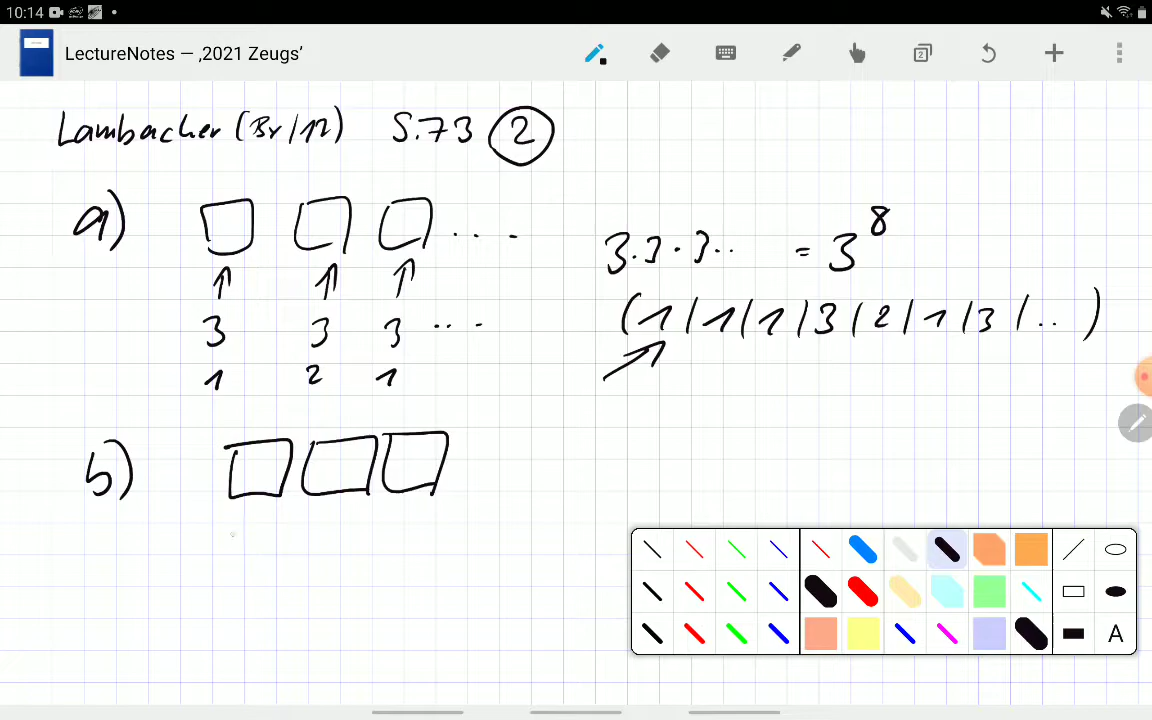 10:14
LectureNotes — ‚2021 Zeugs'
2
Lambacher (Br/12) S.73 2
a) ...
3·3·3·· = 3^8
(1/1/1/3/2/1/3/..)
3 3 3 ...
1 2 1
b)
A